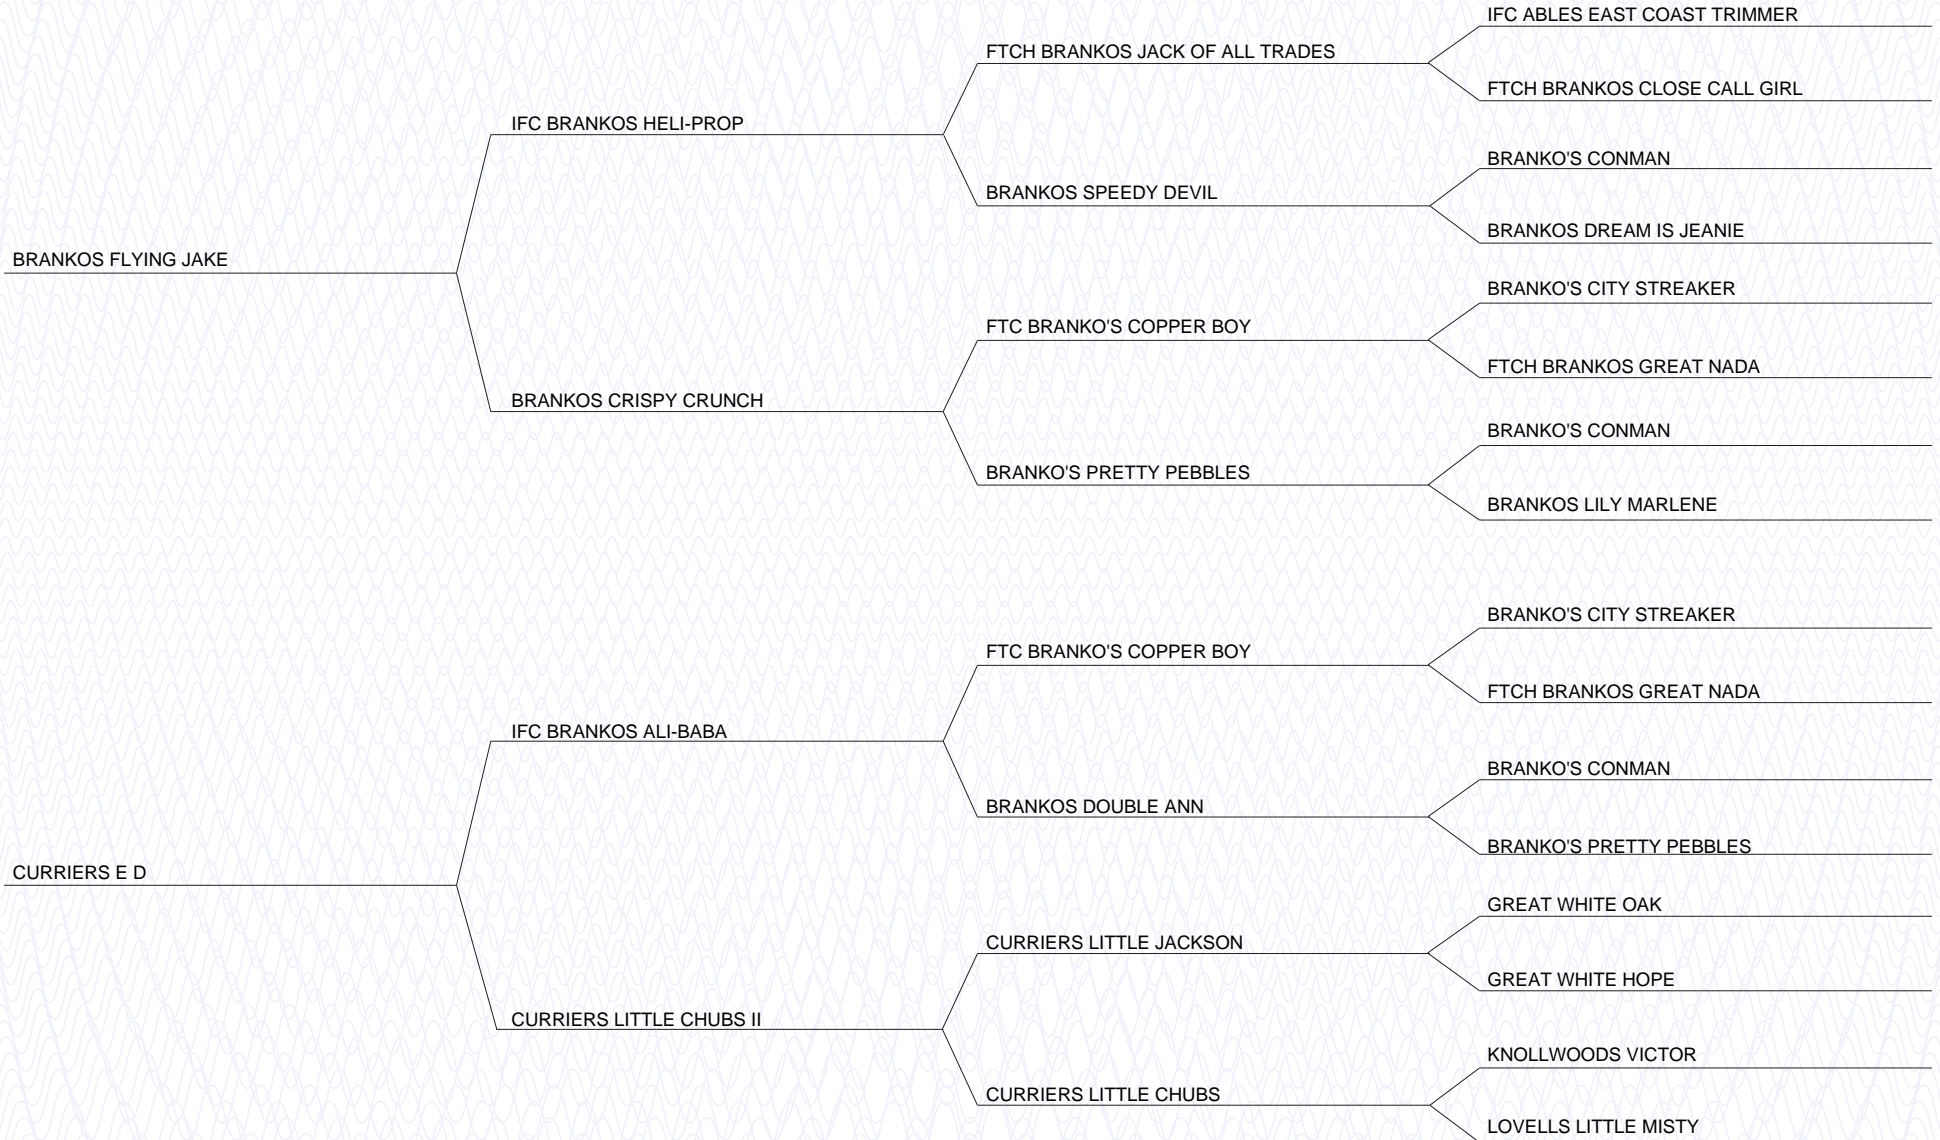 IFC ABLES EAST COAST TRIMMER
FTCH BRANKOS JACK OF ALL TRADES
FTCH BRANKOS CLOSE CALL GIRL
IFC BRANKOS HELI-PROP
BRANKO'S CONMAN
BRANKOS SPEEDY DEVIL
BRANKOS DREAM IS JEANIE
BRANKOS FLYING JAKE
BRANKO'S CITY STREAKER
FTC BRANKO'S COPPER BOY
FTCH BRANKOS GREAT NADA
BRANKOS CRISPY CRUNCH
BRANKO'S CONMAN
BRANKO'S PRETTY PEBBLES
BRANKOS LILY MARLENE
BRANKO'S CITY STREAKER
FTC BRANKO'S COPPER BOY
FTCH BRANKOS GREAT NADA
IFC BRANKOS ALI-BABA
BRANKO'S CONMAN
BRANKOS DOUBLE ANN
BRANKO'S PRETTY PEBBLES
CURRIERS E D
GREAT WHITE OAK
CURRIERS LITTLE JACKSON
GREAT WHITE HOPE
CURRIERS LITTLE CHUBS II
KNOLLWOODS VICTOR
CURRIERS LITTLE CHUBS
LOVELLS LITTLE MISTY